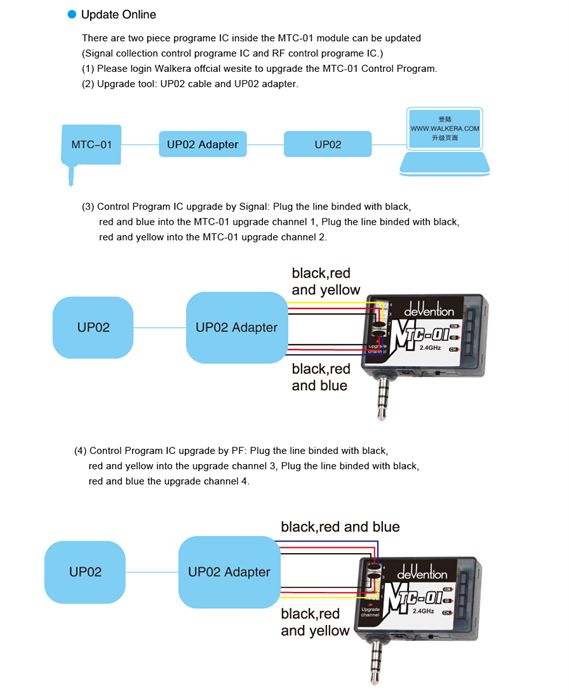 Update Online
There are two piece programe IC inside the MTC-01 module can be updated
(Signal collection control programe IC and RF control programe IC.)
(1) Please login Walkera offcial wesite to upgrade the MTC-01 Control Program.
(2) Upgrade tool: UP02 cable and UP02 adapter.
MTC-01
UP02 Adapter
UP02
登陆
WWW.WALKERA.COM
升级页面
(3) Control Program IC upgrade by Signal: Plug the line binded with black,
red and blue into the MTC-01 upgrade channel 1, Plug the line binded with black,
red and yellow into the MTC-01 upgrade channel 2.
black,red
and yellow
UP02
UP02 Adapter
deVention
MTC-01
2.4GHz
Upgrade
channel
black,red
and blue
(4) Control Program IC upgrade by PF: Plug the line binded with black,
red and yellow into the upgrade channel 3, Plug the line binded with black,
red and blue the upgrade channel 4.
black,red and blue
UP02
UP02 Adapter
deVention
MTC-01
2.4GHz
Upgrade
channel
black,red
and yellow